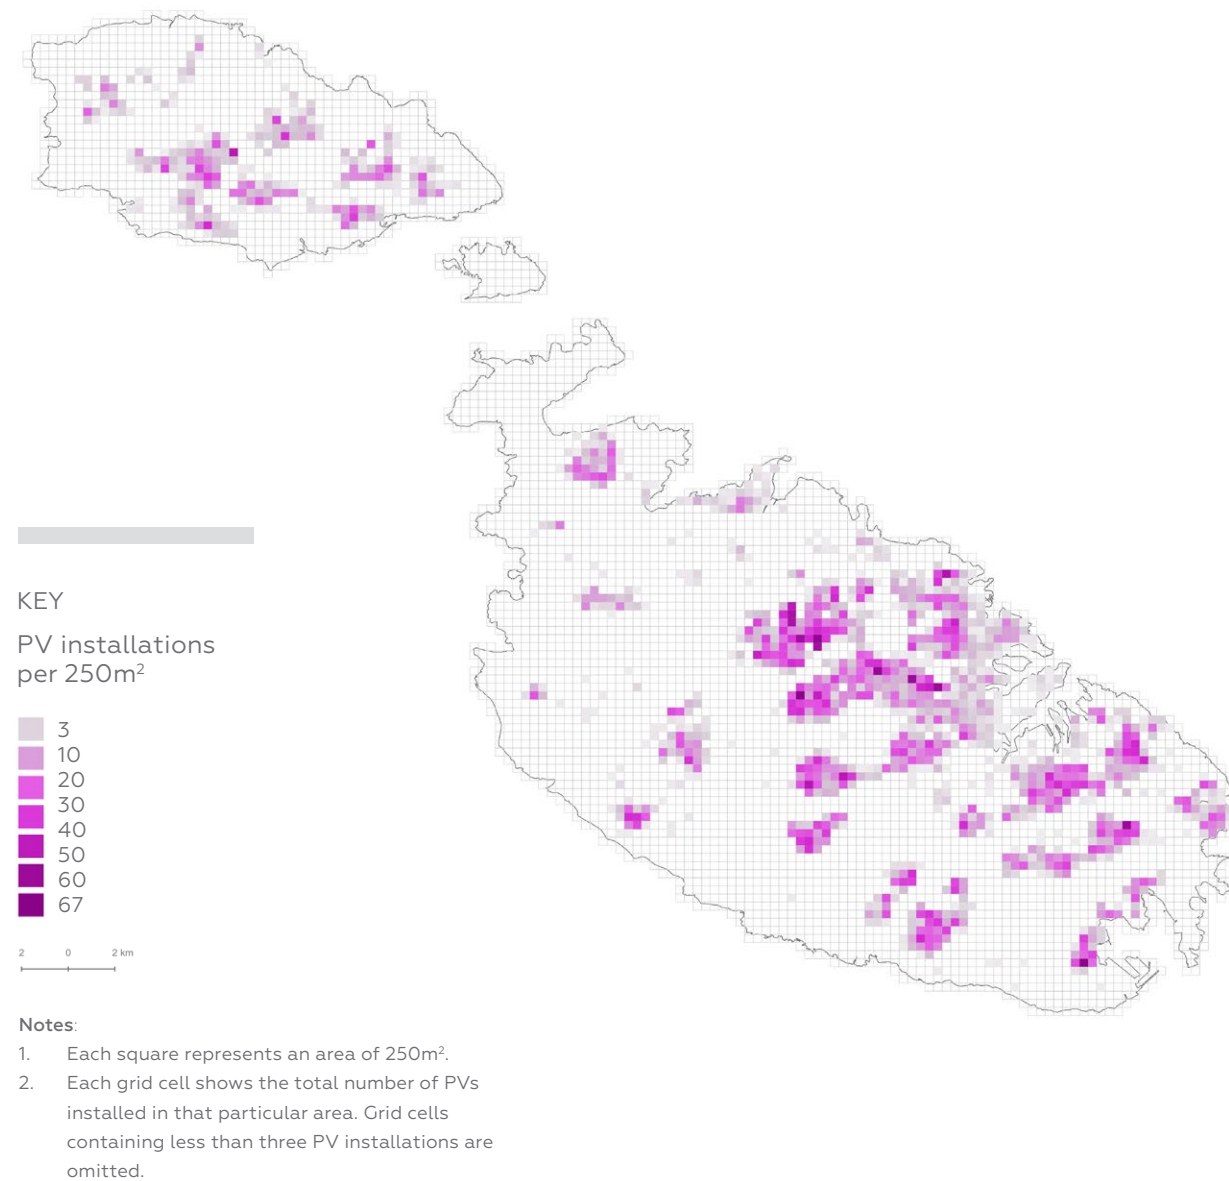 KEY
PV installations
per 250m²
3
10
20
30
40
50
60
67
2 0 2 km
Notes:
1. Each square represents an area of 250m².
2. Each grid cell shows the total number of PVs
installed in that particular area. Grid cells
containing less than three PV installations are
omitted.